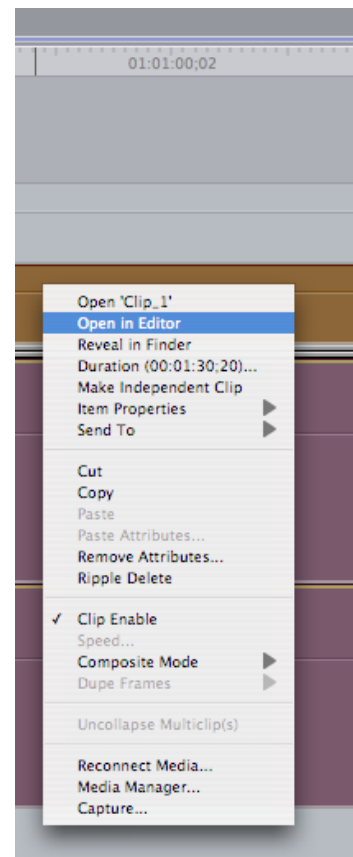 01:01:00;02
Open 'Clip_1'
Open in Editor
Reveal in Finder
Duration (00:01:30;20)...
Make Independent Clip
Item Properties
Send To
Cut
Copy
Paste
Paste Attributes...
Remove Attributes...
Ripple Delete
✓ Clip Enable
Speed...
Composite Mode
Dupe Frames
Uncollapse Multiclip(s)
Reconnect Media...
Media Manager...
Capture...